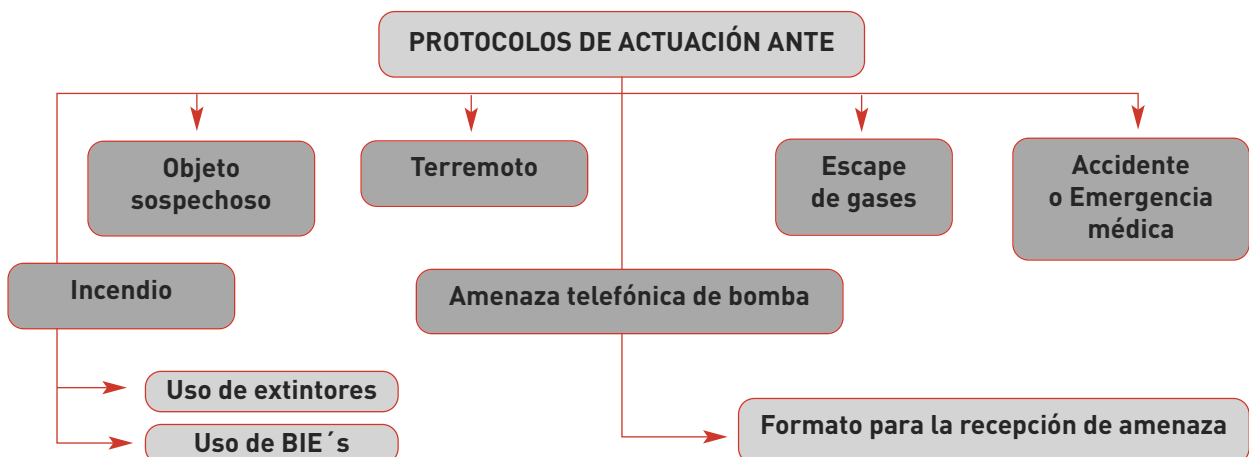 PROTOCOLOS DE ACTUACIÓN ANTE
Objeto
sospechoso
Terremoto
Escape
de gases
Accidente
o Emergencia
médica
Incendio
Amenaza telefónica de bomba
Uso de extintores
Uso de BIE´s
Formato para la recepción de amenaza